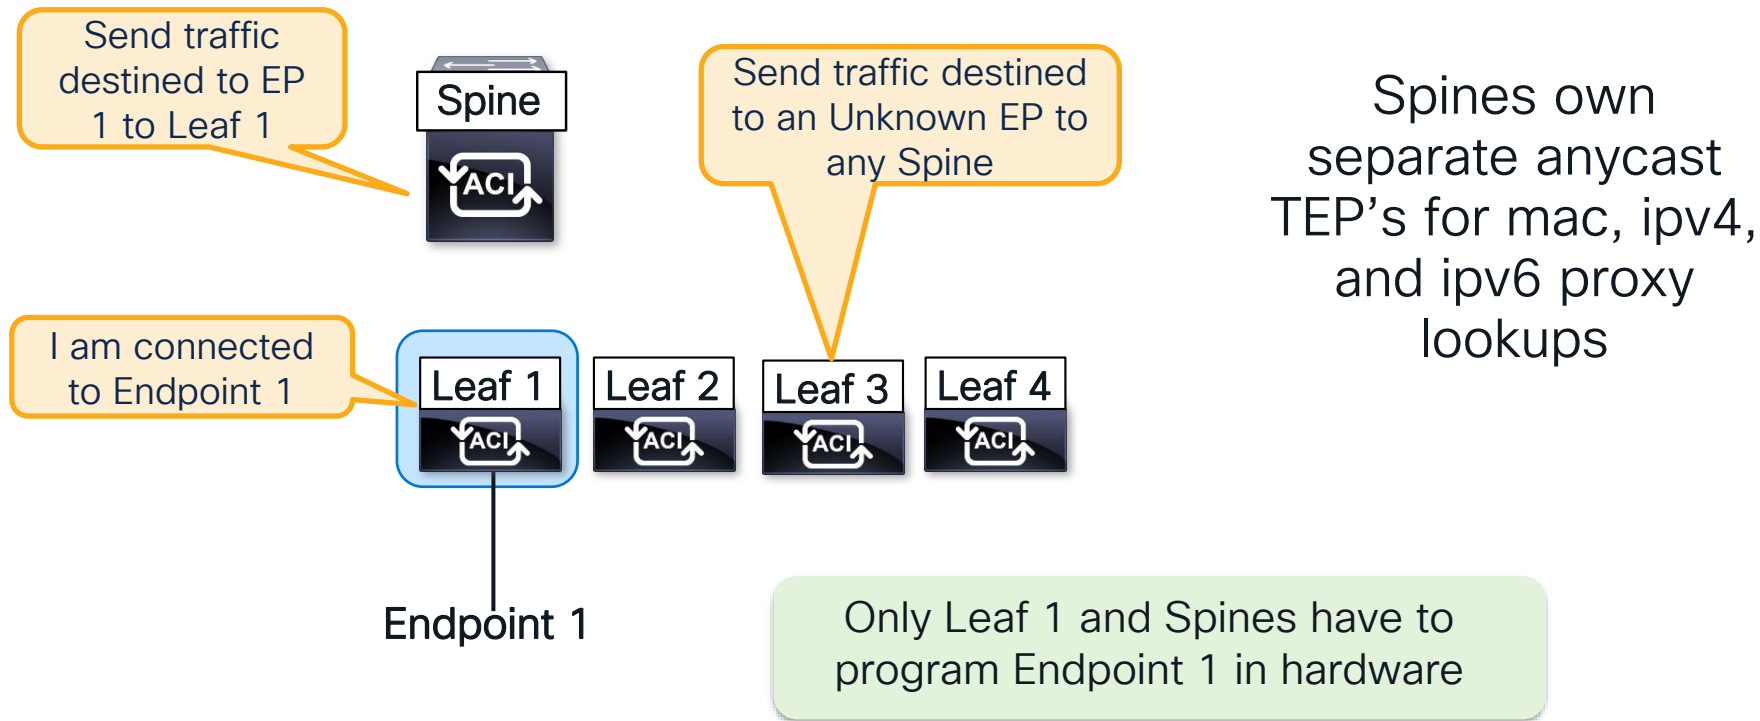 Send traffic
destined to EP
1 to Leaf 1
Spine
ACI
Send traffic destined
to an Unknown EP to
any Spine
Spines own
separate anycast
TEP’s for mac, ipv4,
and ipv6 proxy
lookups
I am connected
to Endpoint 1
Leaf 1
ACI
Leaf 2
ACI
Leaf 3
ACI
Leaf 4
ACI
Endpoint 1
Only Leaf 1 and Spines have to
program Endpoint 1 in hardware